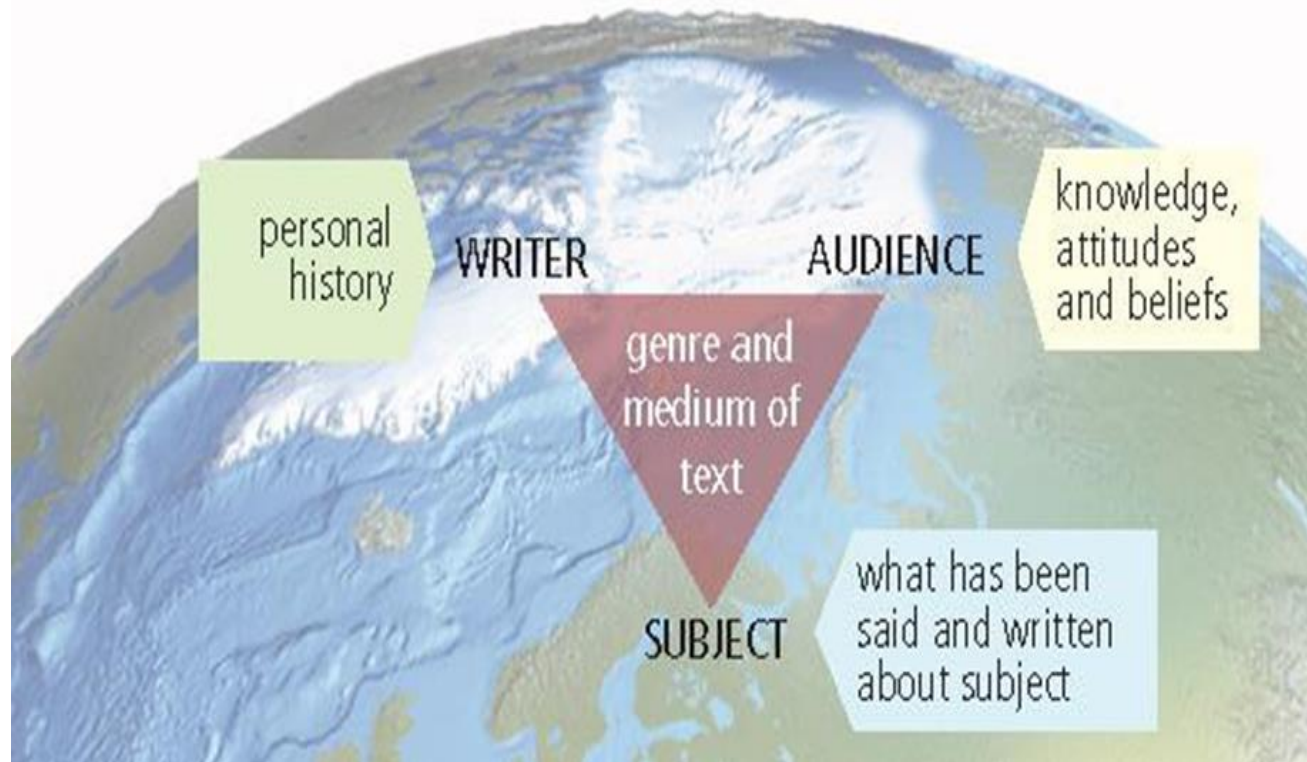 personal
history
WRITER
AUDIENCE
knowledge,
attitudes
and beliefs
genre and
medium of
text
SUBJECT
what has been
said and written
about subject